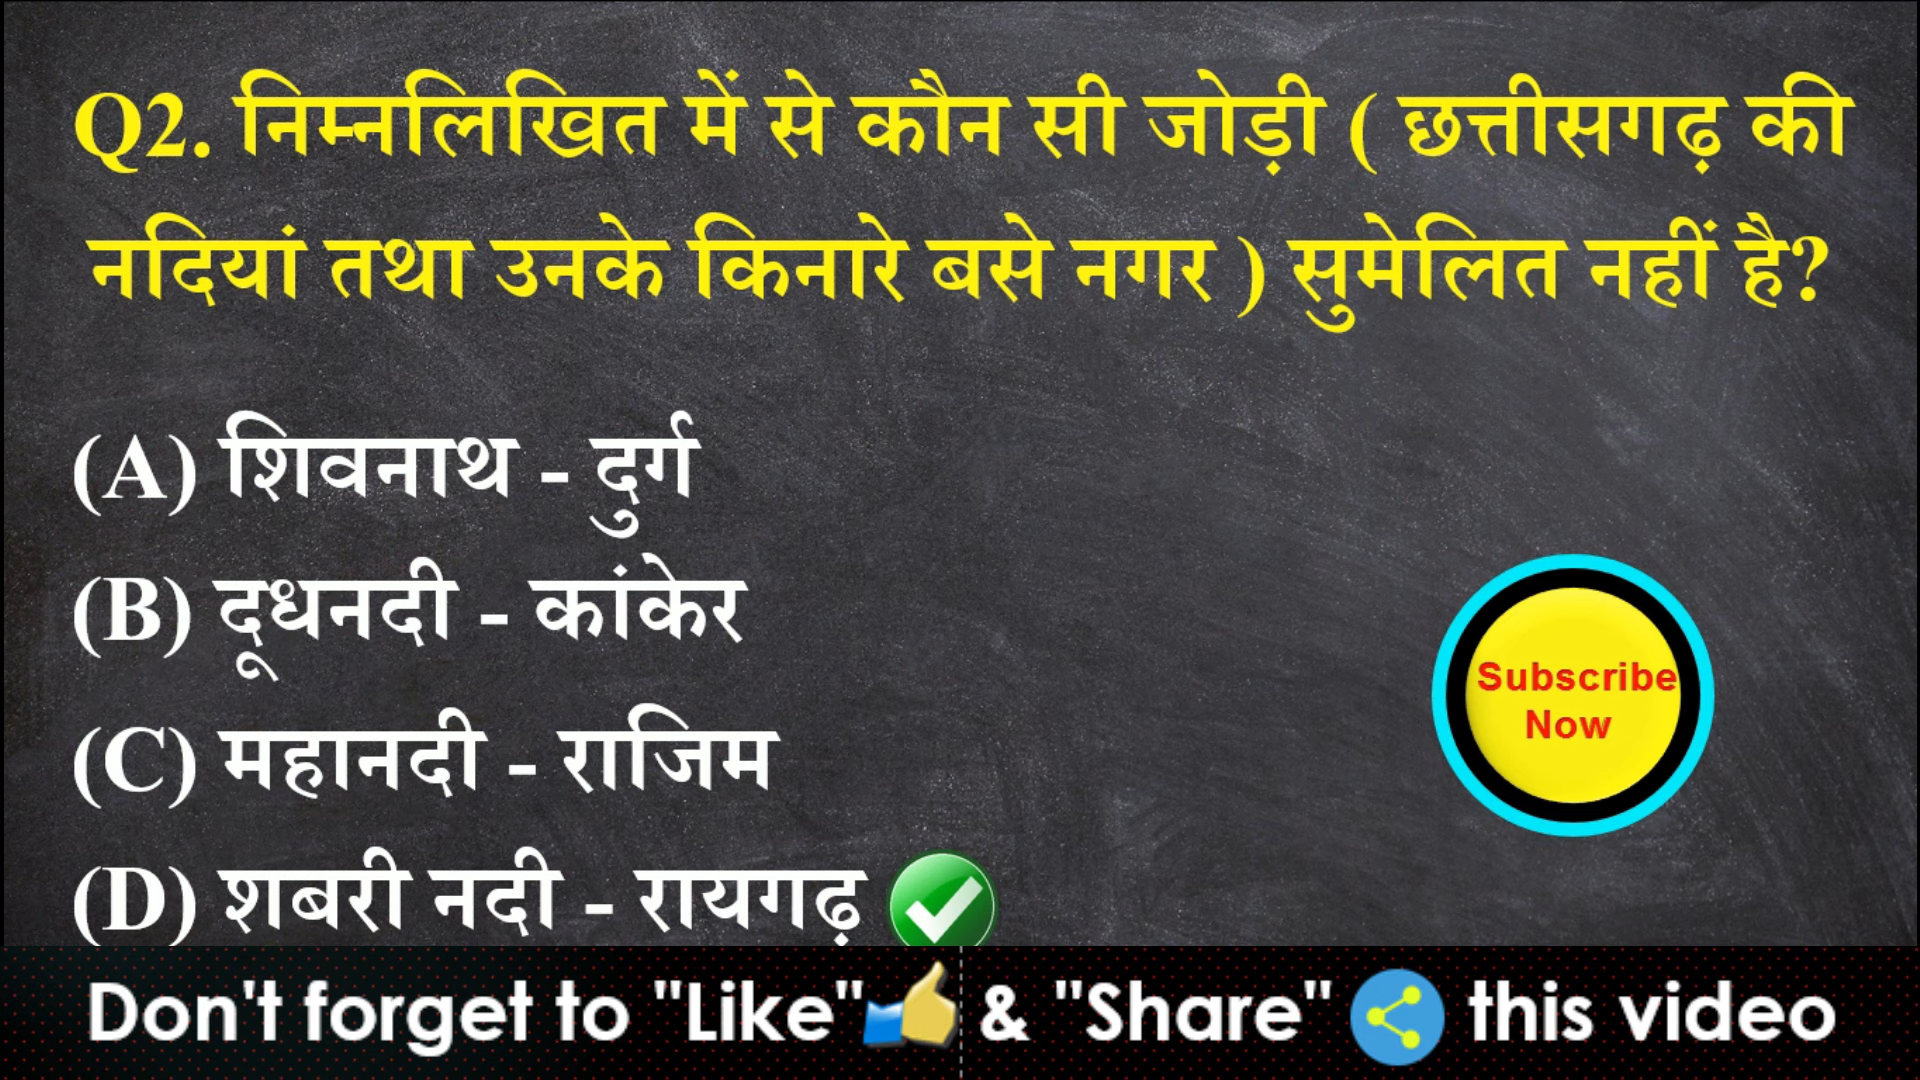 Q2. निम्नलिखित में से कौन सी जोड़ी ( छत्तीसगढ़ की
नदियां तथा उनके किनारे बसे नगर ) सुमेलित नहीं है?
(A) शिवनाथ - दुर्ग
(B) दूधनदी - कांकेर
(C) महानदी - राजिम
(D) शबरी नदी - रायगढ़
Subscribe
Now
Don't forget to "Like" & "Share" this video